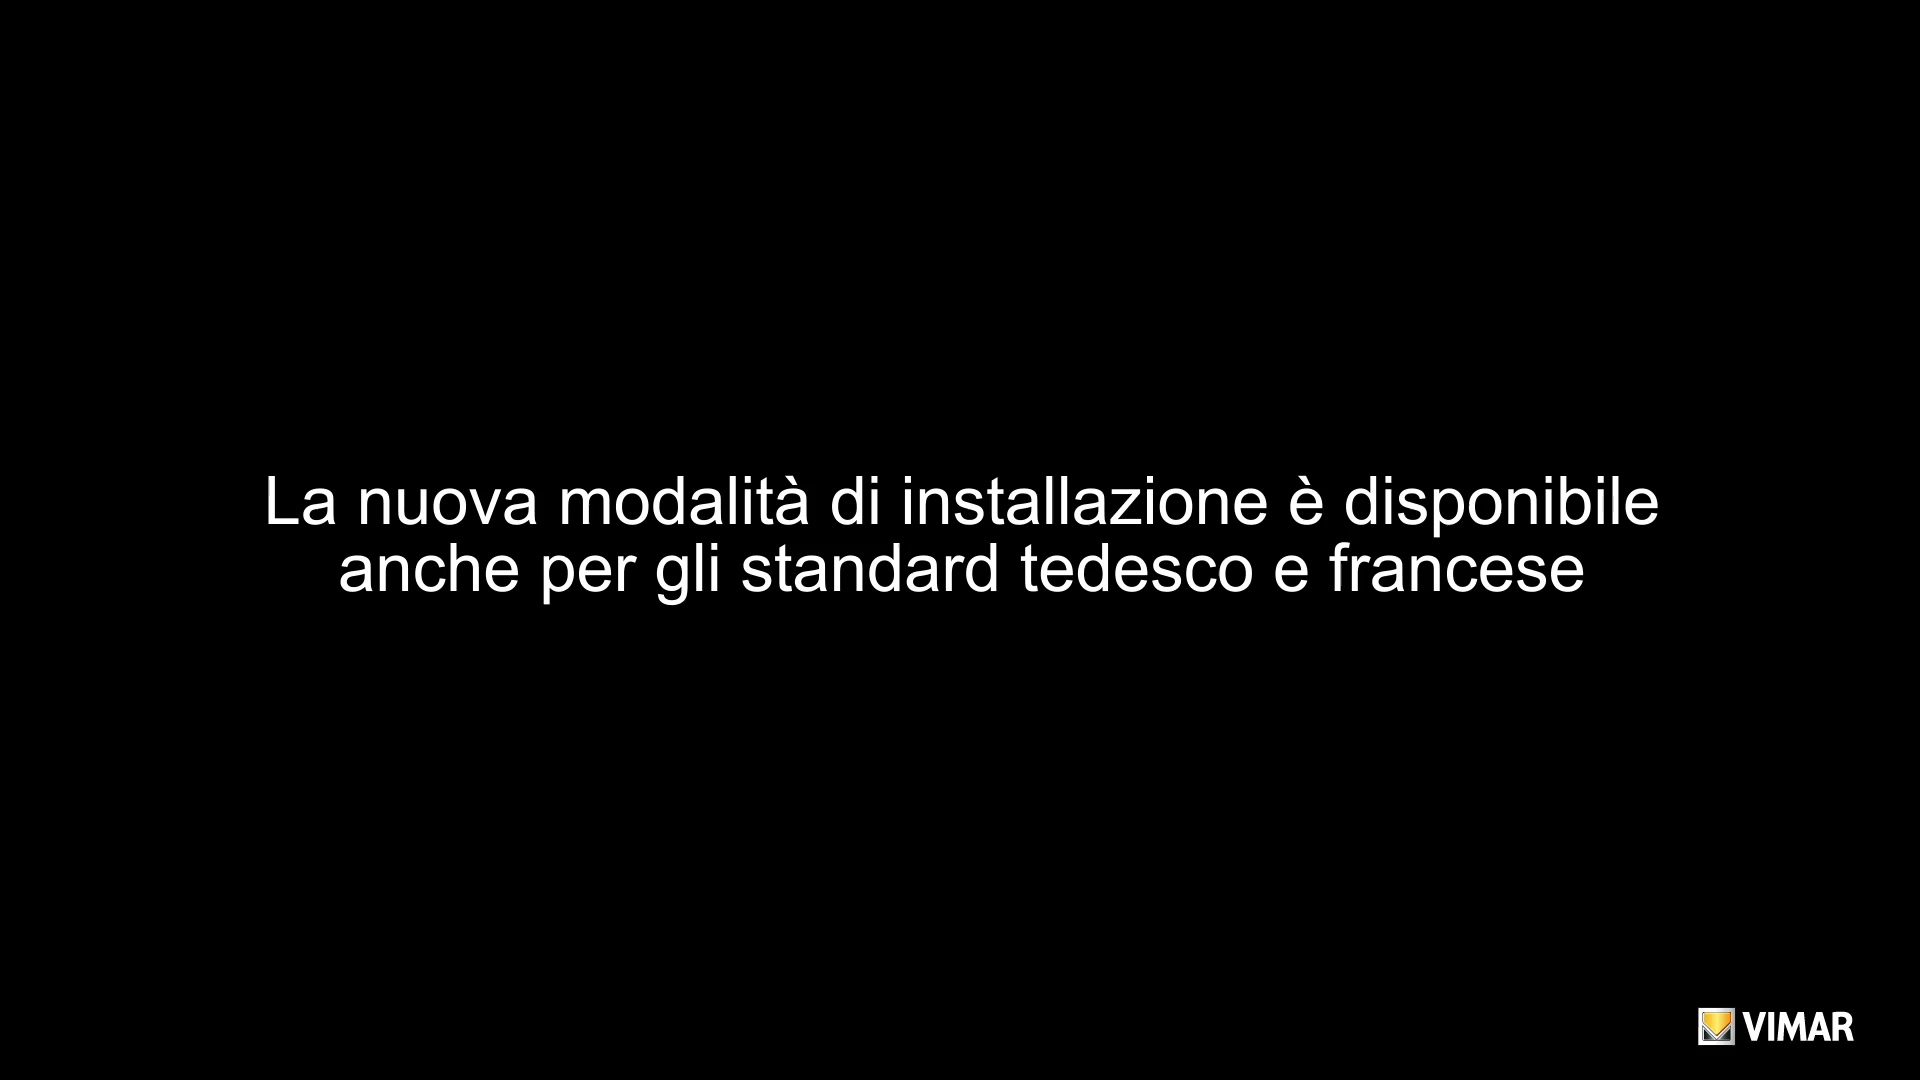 La nuova modalità di installazione è disponibile
anche per gli standard tedesco e francese
VIMAR